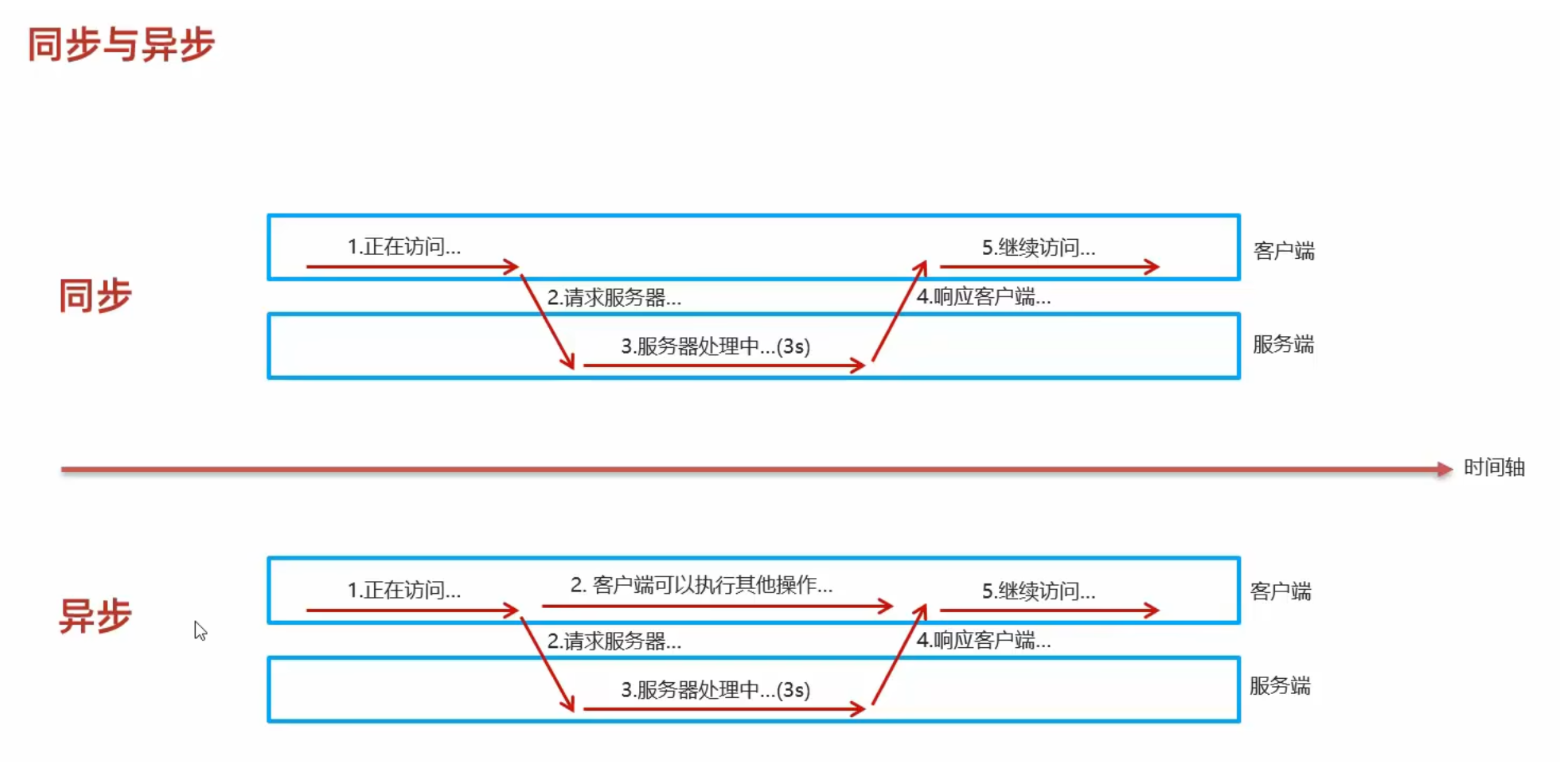 同步与异步
1.正在访问...
5.继续访问...
客户端
同步
2.请求服务器...
4.响应客户端...
3.服务器处理中...(3s)
服务端
时间轴
1.正在访问...
2. 客户端可以执行其他操作...
5.继续访问...
客户端
异步
2.请求服务器...
4.响应客户端...
3.服务器处理中...(3s)
服务端